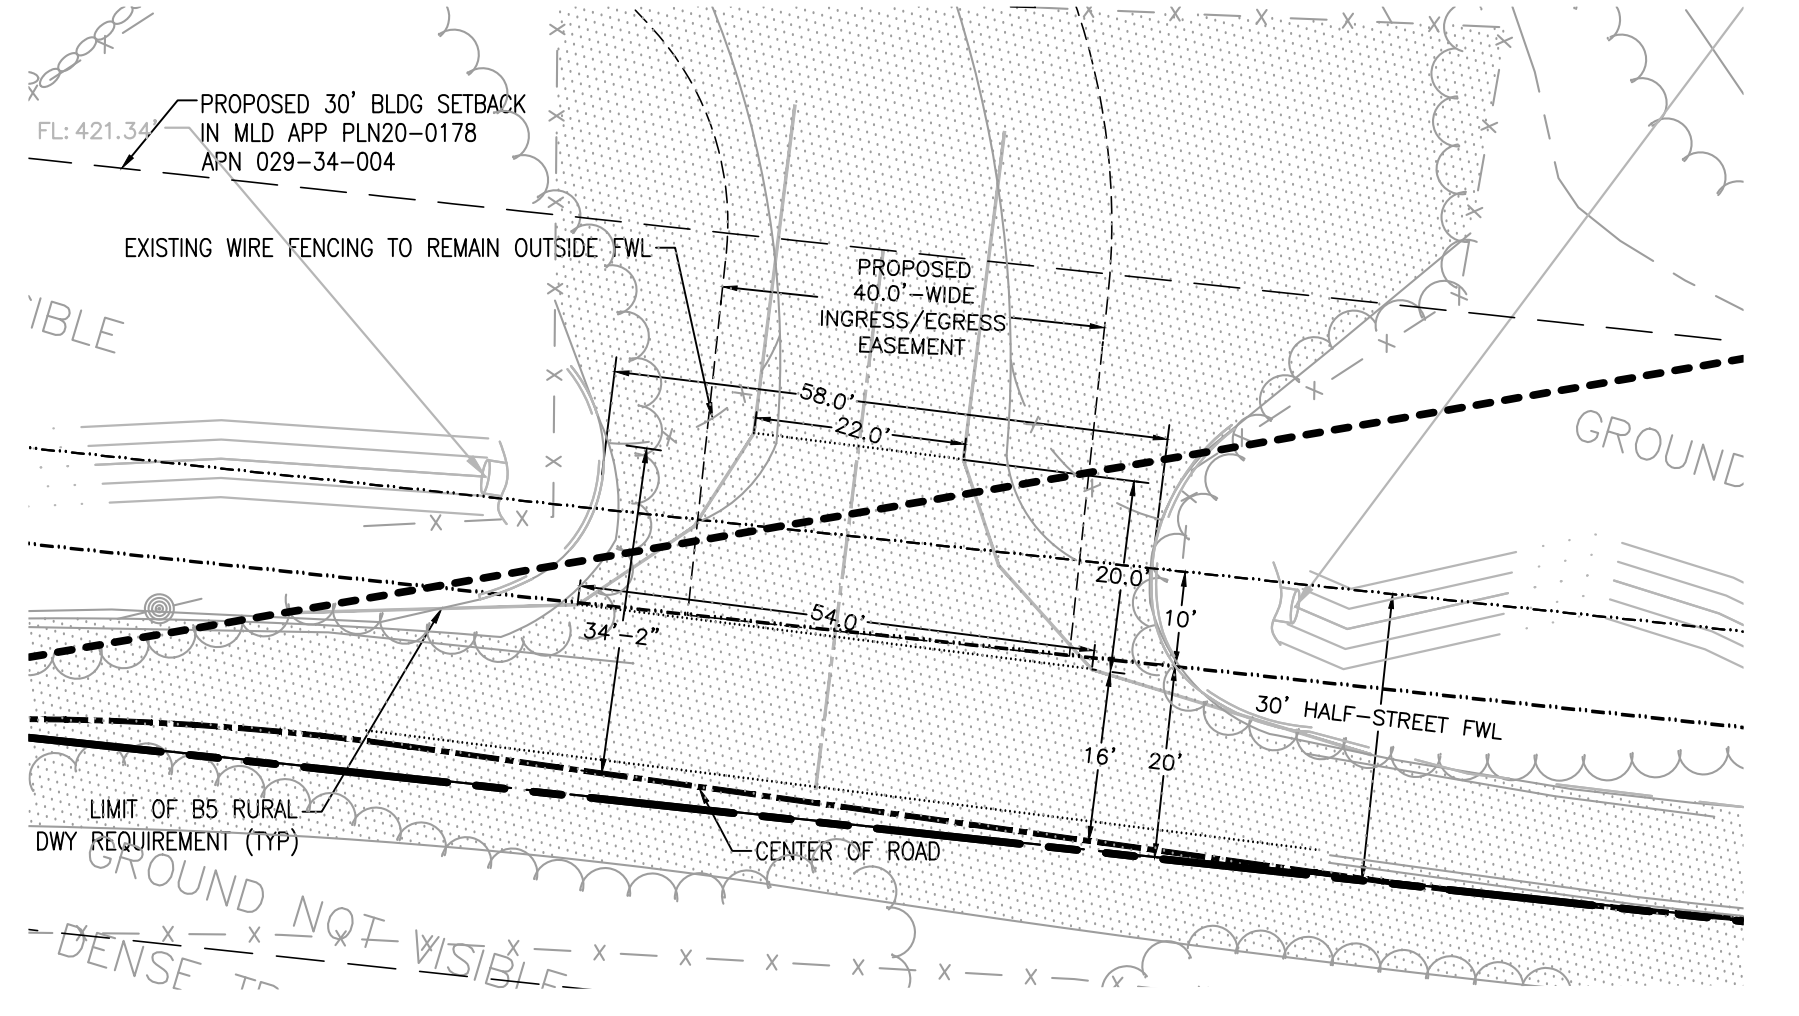 PROPOSED 30' BLDG SETBACK
IN MLD APP PLN20-0178
APN 029-34-004
FL: 421.34'
EXISTING WIRE FENCING TO REMAIN OUTSIDE FWL
PROPOSED
40.0'-WIDE
INGRESS/EGRESS
EASEMENT
IBLE
58.0'
22.0'
GROUND
20.0'
54.0'
34'-2"
10'
30' HALF-STREET FWL
16'
20'
LIMIT OF B5 RURAL
DWY REQUIREMENT (TYP)
CENTER OF ROAD
GROUND NOT VISIBLE
DENSE TR